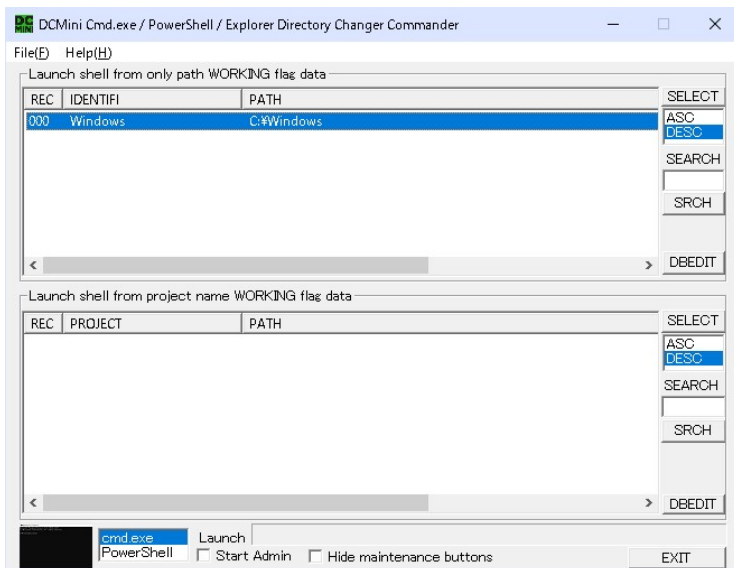 DC MINI DCMini Cmd.exe / PowerShell / Explorer Directory Changer Commander
File(F) Help(H)
Launch shell from only path WORKING flag data
REC IDENTIFI PATH SELECT
000 Windows C:¥Windows ASC
DESC
SEARCH
SRCH
DBEDIT
Launch shell from project name WORKING flag data
REC PROJECT PATH SELECT
ASC
DESC
SEARCH
SRCH
DBEDIT
cmd.exe Launch
PowerShell Start Admin Hide maintenance buttons EXIT